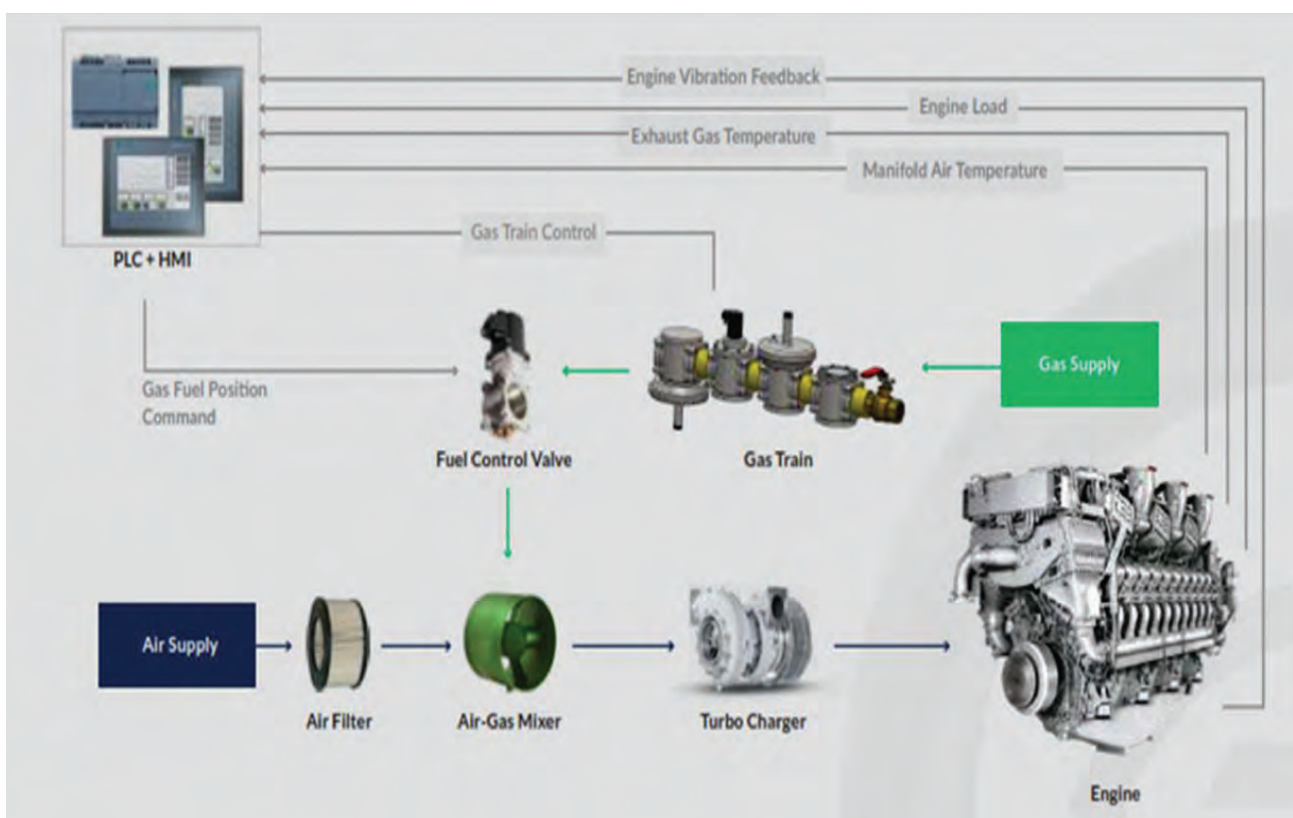 Engine Vibration Feedback
Engine Load
Exhaust Gas Temperature
Manifold Air Temperature
Gas Train Control
PLC + HMI
Gas Supply
Gas Fuel Position
Command
Fuel Control Valve
Gas Train
Air Supply
Air Filter
Air-Gas Mixer
Turbo Charger
Engine